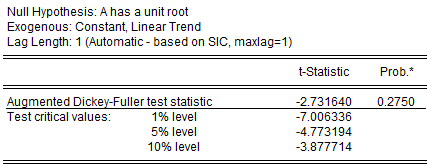 Null Hypothesis: A has a unit root
Exogenous: Constant, Linear Trend
Lag Length: 1 (Automatic - based on SIC, maxlag=1)
t-Statistic Prob.*
Augmented Dickey-Fuller test statistic -2.731640 0.2750
Test critical values: 1% level -7.006336
5% level -4.773194
10% level -3.877714